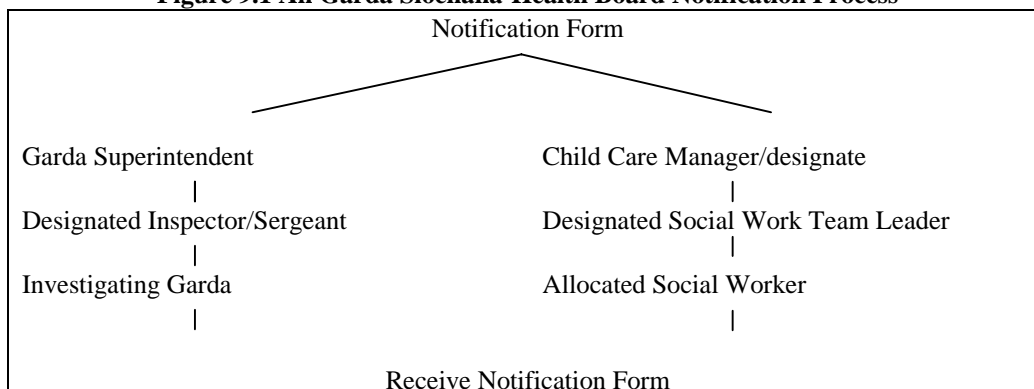 Figure 9.1 An Garda Síochána-Health Board Notification Process
Notification Form
Garda Superintendent Child Care Manager/designate
Designated Inspector/Sergeant Designated Social Work Team Leader
Investigating Garda Allocated Social Worker
Receive Notification Form